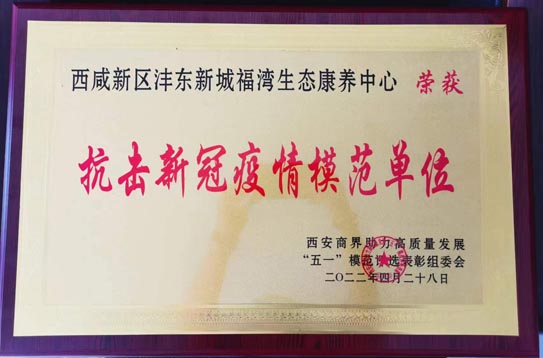 西咸新区沣东新城福湾生态康养中心 荣获
抗击新冠疫情模范单位
西安商界助力高质量发展
“五一”模范评选表彰组委会
二〇二二年四月二十八日